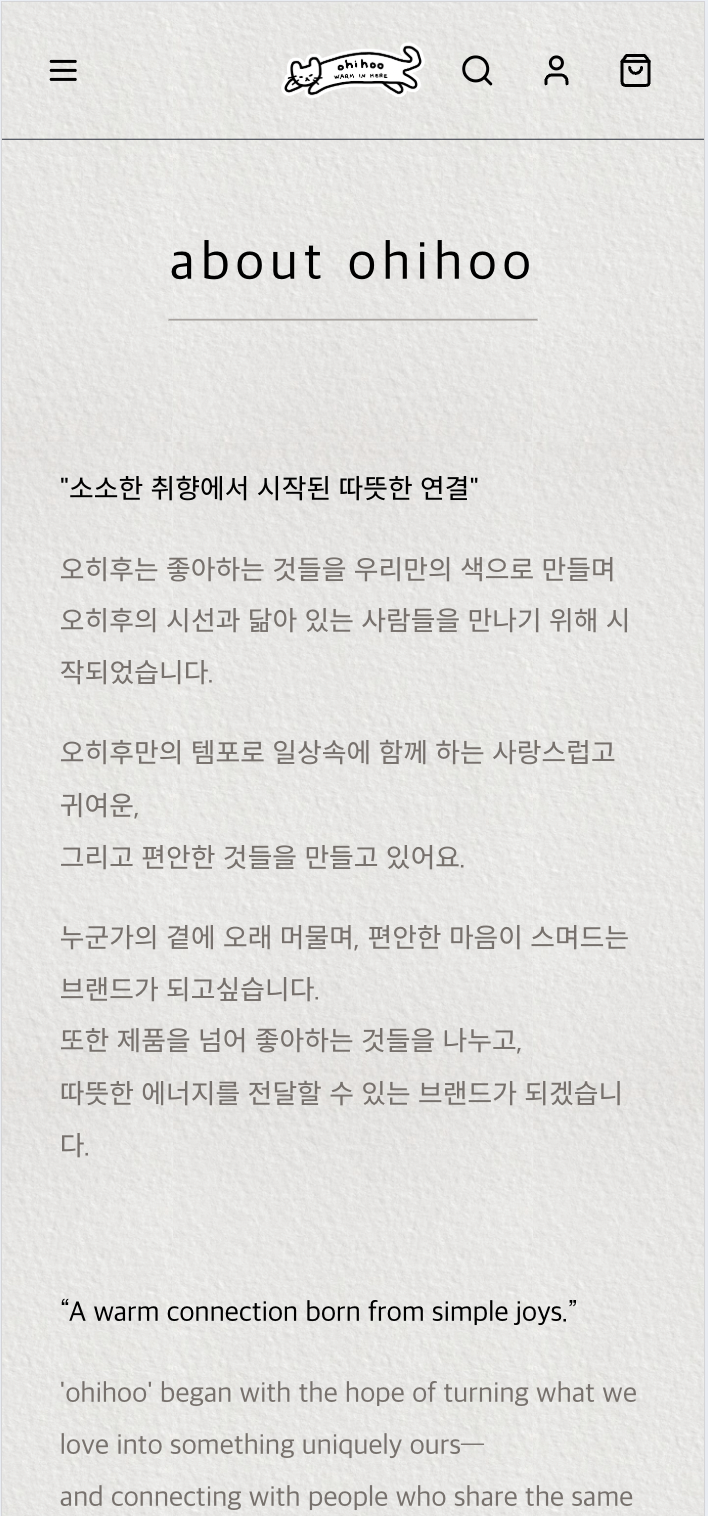 ohihoo
WARM IN HERE
about ohihoo
"소소한 취향에서 시작된 따뜻한 연결"
오히후는 좋아하는 것들을 우리만의 색으로 만들며
오히후의 시선과 닮아 있는 사람들을 만나기 위해 시
작되었습니다.
오히후만의 템포로 일상속에 함께 하는 사랑스럽고
귀여운,
그리고 편안한 것들을 만들고 있어요.
누군가의 곁에 오래 머물며, 편안한 마음이 스며드는
브랜드가 되고싶습니다.
또한 제품을 넘어 좋아하는 것들을 나누고,
따뜻한 에너지를 전달할 수 있는 브랜드가 되겠습니
다.
“A warm connection born from simple joys.”
'ohihoo' began with the hope of turning what we
love into something uniquely ours—
and connecting with people who share the same